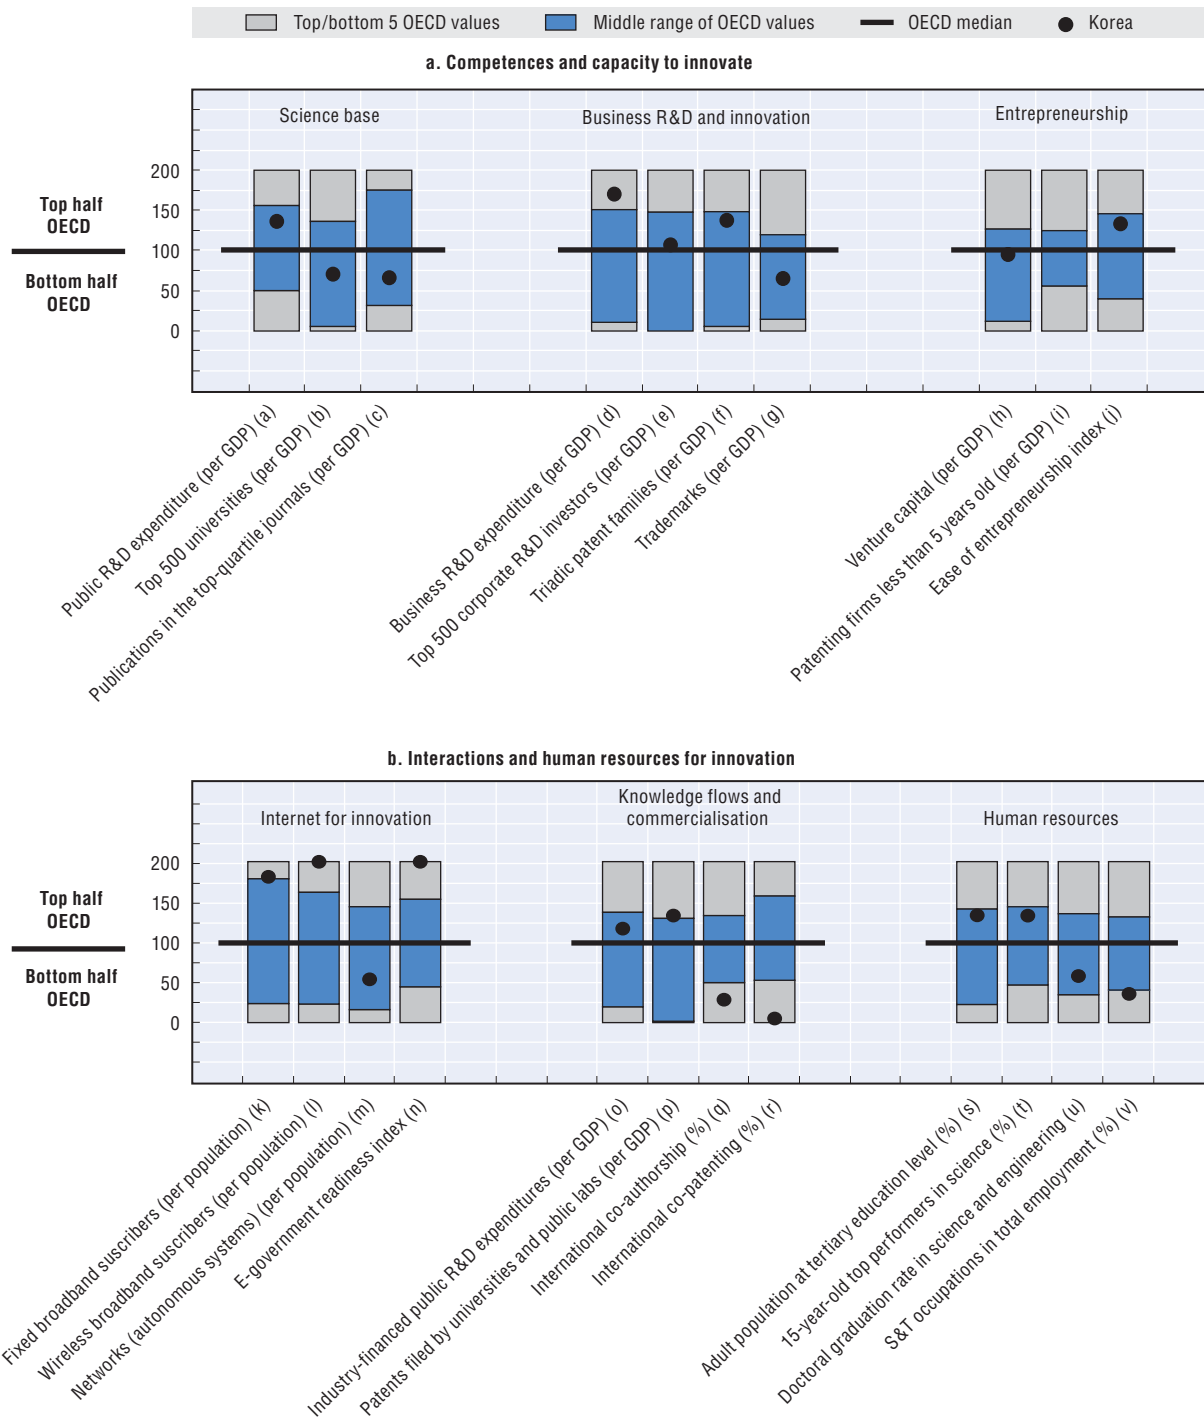 Top/bottom 5 OECD values
Middle range of OECD values
OECD median
Korea
a. Competences and capacity to innovate
Science base
Business R&D and innovation
Entrepreneurship
200
150
100
50
0
Top half
OECD
Bottom half
OECD
Public R&D expenditure (per GDP) (a)
Top 500 universities (per GDP) (b)
Publications in the top-quartile journals (per GDP) (c)
Business R&D expenditure (per GDP) (d)
Top 500 corporate R&D investors (per GDP) (e)
Triadic patent families (per GDP) (f)
Trademarks (per GDP) (g)
Venture capital (per GDP) (h)
Patenting firms less than 5 years old (per GDP) (i)
Ease of entrepreneurship index (j)
b. Interactions and human resources for innovation
Internet for innovation
Knowledge flows and
commercialisation
Human resources
200
150
100
50
0
Top half
OECD
Bottom half
OECD
Fixed broadband suscribers (per population) (k)
Wireless broadband suscribers (per population) (l)
Networks (autonomous systems) (per population) (m)
E-government readiness index (n)
Industry-financed public R&D expenditures (per GDP) (o)
Patents filed by universities and public labs (per GDP) (p)
International co-authorship (%) (q)
International co-patenting (%) (r)
Adult population at tertiary education level (%) (s)
15-year-old top performers in science (%) (t)
Doctoral graduation rate in science and engineering (u)
S&T occupations in total employment (%) (v)